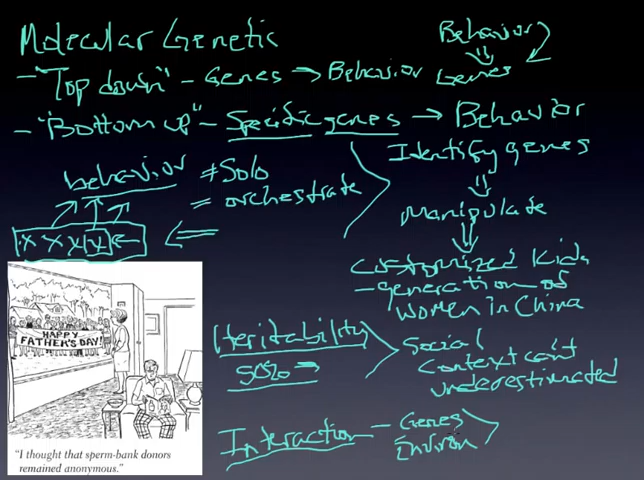 Molecular Genetic
Behavior
⇓
Genes
- "Top down" - Genes → Behavior
- "Bottom up" - Specific genes → Behavior
Identify genes
⇓
Manipulate
⇓
Customized Kids
- generation of
women in China
behavior
≠ Solo
= orchestrate
x x x y ←
HAPPY
FATHER'S DAY!
"I thought that sperm-bank donors
remained anonymous."
Heritability
50% →
Social
Context can't
underestimated
Interaction - Genes
Environ